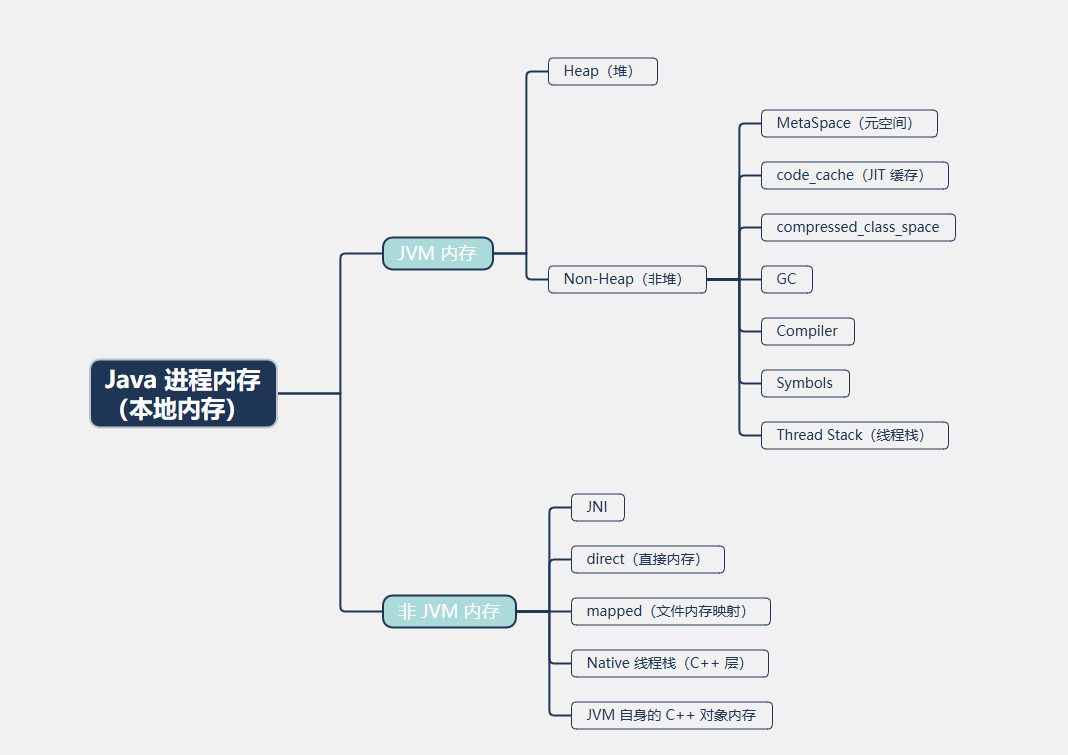 Java 进程内存
（本地内存）
JVM 内存
Heap（堆）
Non-Heap（非堆）
MetaSpace（元空间）
code_cache（JIT 缓存）
compressed_class_space
GC
Compiler
Symbols
Thread Stack（线程栈）
非 JVM 内存
JNI
direct（直接内存）
mapped（文件内存映射）
Native 线程栈（C++ 层）
JVM 自身的 C++ 对象内存